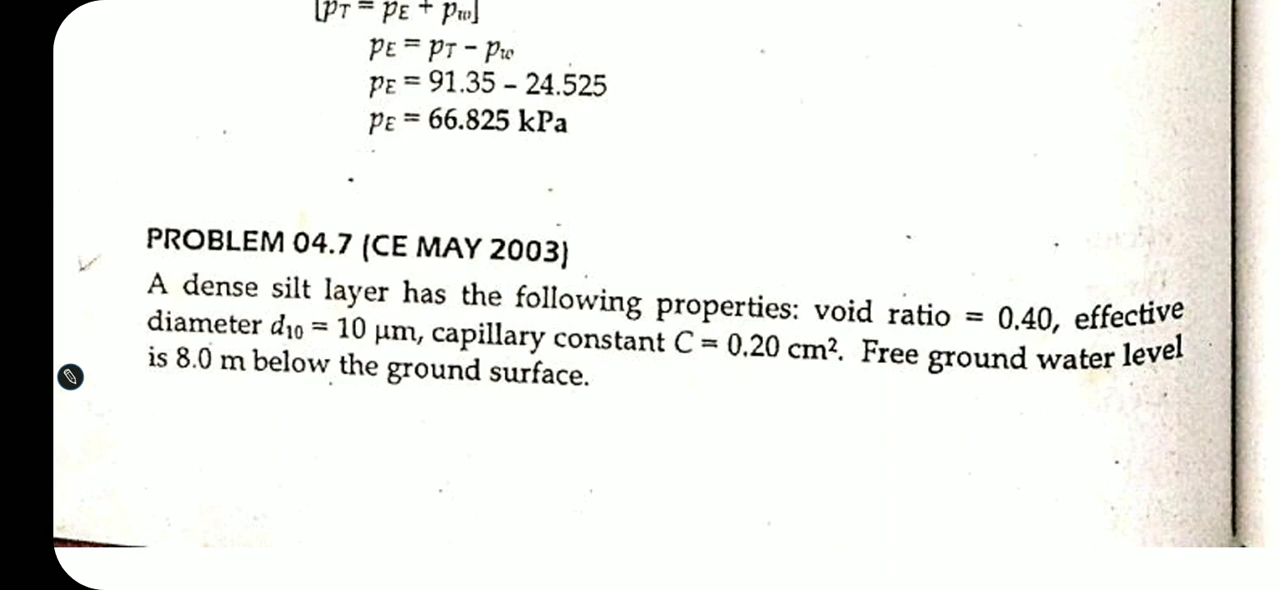 [pT = pE + pw]
pE = pT - pw
pE = 91.35 – 24.525
pE = 66.825 kPa
PROBLEM 04.7 (CE MAY 2003)
A dense silt layer has the following properties: void ratio = 0.40, effective
diameter d10 = 10 μm, capillary constant C = 0.20 cm². Free ground water level
is 8.0 m below the ground surface.